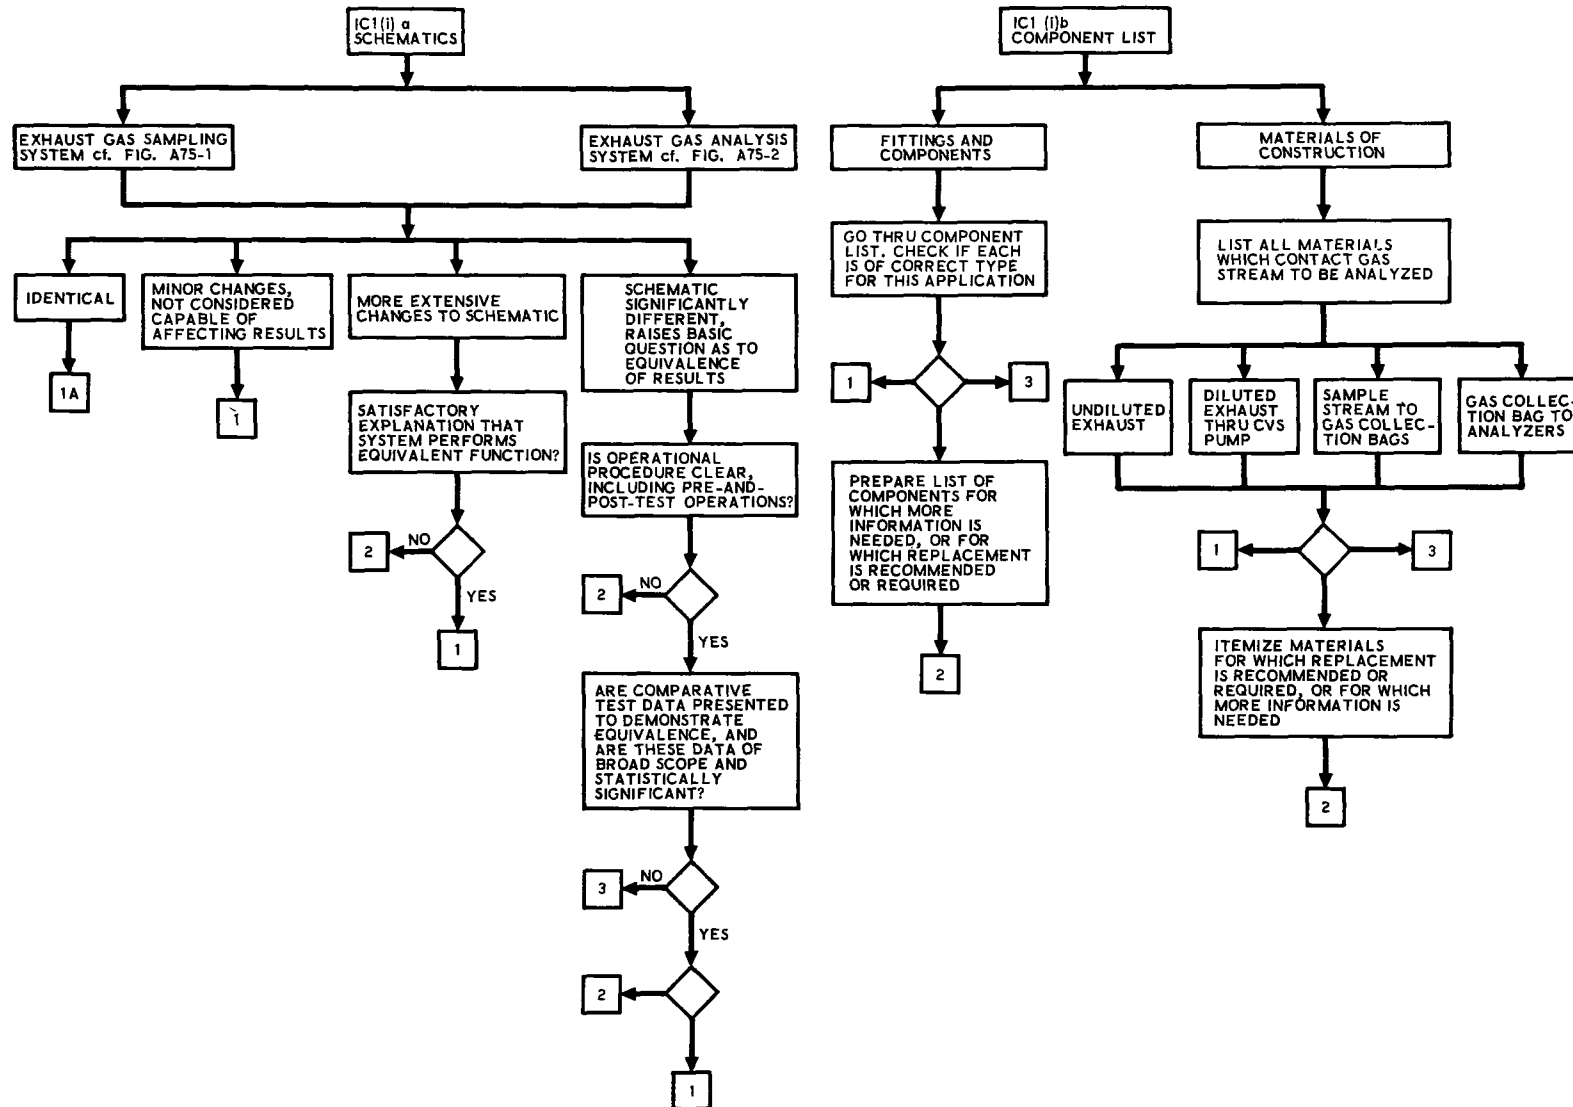 IC1(i) a
SCHEMATICS
EXHAUST GAS SAMPLING
SYSTEM cf. FIG. A75-1
EXHAUST GAS ANALYSIS
SYSTEM cf. FIG. A75-2
IDENTICAL
1A
MINOR CHANGES,
NOT CONSIDERED
CAPABLE OF
AFFECTING RESULTS
1
MORE EXTENSIVE
CHANGES TO SCHEMATIC
SATISFACTORY
EXPLANATION THAT
SYSTEM PERFORMS
EQUIVALENT FUNCTION?
NO
2
YES
1
SCHEMATIC
SIGNIFICANTLY
DIFFERENT,
RAISES BASIC
QUESTION AS TO
EQUIVALENCE
OF RESULTS
IS OPERATIONAL
PROCEDURE CLEAR,
INCLUDING PRE-AND-
POST-TEST OPERATIONS?
NO
2
YES
ARE COMPARATIVE
TEST DATA PRESENTED
TO DEMONSTRATE
EQUIVALENCE, AND
ARE THESE DATA OF
BROAD SCOPE AND
STATISTICALLY
SIGNIFICANT?
NO
3
YES
2
1
IC1 (i)b
COMPONENT LIST
FITTINGS AND
COMPONENTS
GO THRU COMPONENT
LIST. CHECK IF EACH
IS OF CORRECT TYPE
FOR THIS APPLICATION
1
3
PREPARE LIST OF
COMPONENTS FOR
WHICH MORE
INFORMATION IS
NEEDED, OR FOR
WHICH REPLACEMENT
IS RECOMMENDED
OR REQUIRED
2
MATERIALS OF
CONSTRUCTION
LIST ALL MATERIALS
WHICH CONTACT GAS
STREAM TO BE ANALYZED
UNDILUTED
EXHAUST
DILUTED
EXHAUST
THRU CVS
PUMP
SAMPLE
STREAM TO
GAS COLLEC-
TION BAGS
GAS COLLEC-
TION BAG TO
ANALYZERS
1
3
ITEMIZE MATERIALS
FOR WHICH REPLACEMENT
IS RECOMMENDED OR
REQUIRED, OR FOR WHICH
MORE INFORMATION IS
NEEDED
2